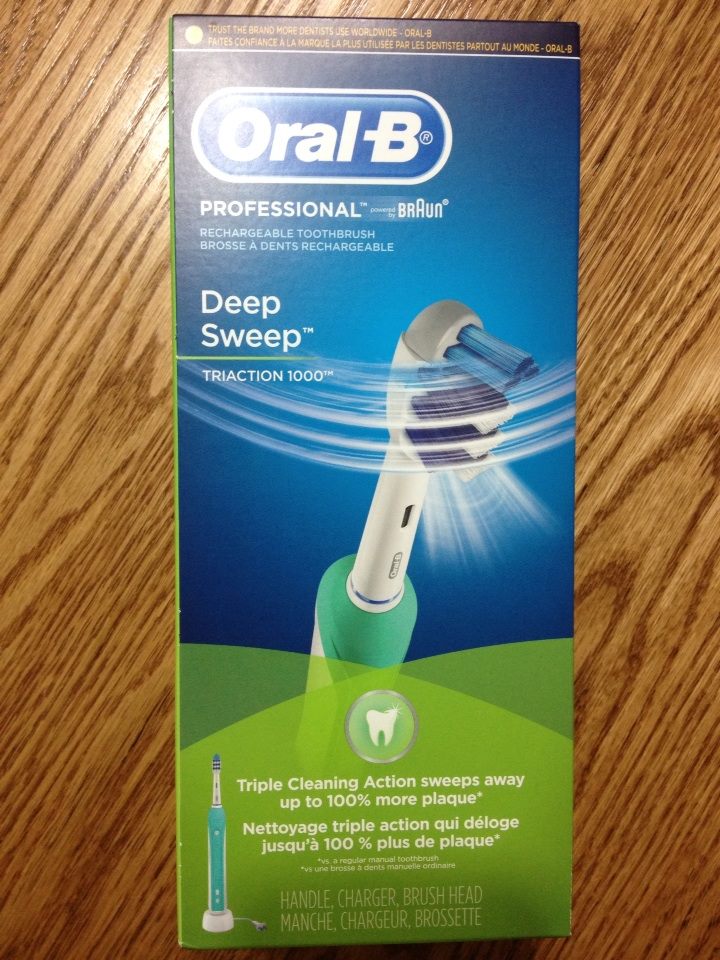 TRUST THE BRAND MORE DENTISTS USE WORLDWIDE - ORAL-B
FAITES CONFIANCE À LA MARQUE LA PLUS UTILISÉE PAR LES DENTISTES PARTOUT AU MONDE - ORAL-B
Oral-B®
PROFESSIONAL™ powered by BRAUN®
RECHARGEABLE TOOTHBRUSH
BROSSE À DENTS RECHARGEABLE
Deep
Sweep™
TRIACTION 1000™
Oral-B
Triple Cleaning Action sweeps away
up to 100% more plaque*
Nettoyage triple action qui déloge
jusqu'à 100 % plus de plaque*
*vs. a regular manual toothbrush
*vs une brosse à dents manuelle ordinaire
HANDLE, CHARGER, BRUSH HEAD
MANCHE, CHARGEUR, BROSSETTE